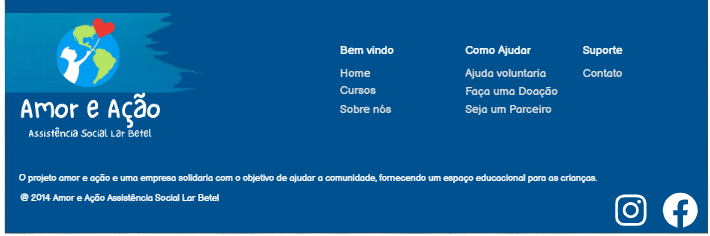 Amor e Ação
Assistência Social Lar Betel
Bem vindo
Home
Cursos
Sobre nós
Como Ajudar
Ajuda voluntaria
Faça uma Doação
Seja um Parceiro
Suporte
Contato
O projeto amor e ação e uma empresa solidaria com o objetivo de ajudar a comunidade, fornecendo um espaço educacional para as crianças.
@ 2014 Amor e Ação Assistência Social Lar Betel